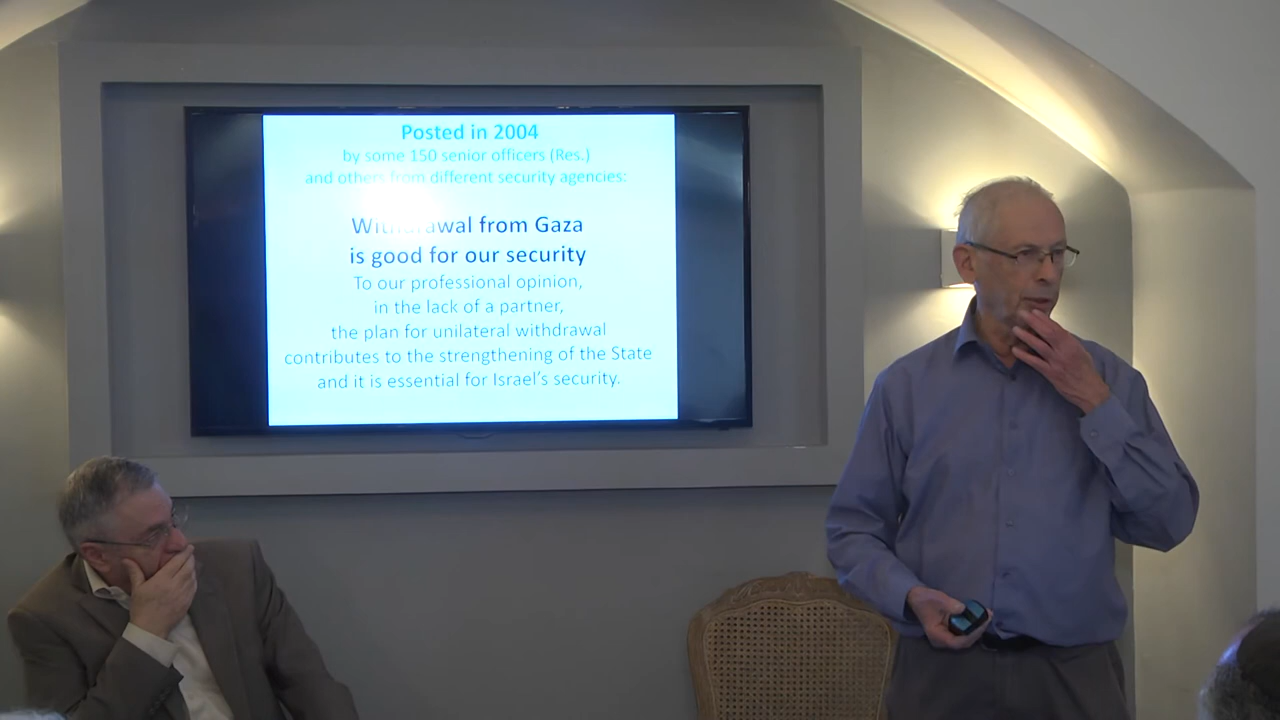 Posted in 2004
by some 150 senior officers (Res.)
and others from different security agencies:
Withdrawal from Gaza
is good for our security
To our professional opinion,
in the lack of a partner,
the plan for unilateral withdrawal
contributes to the strengthening of the State
and it is essential for Israel's security.